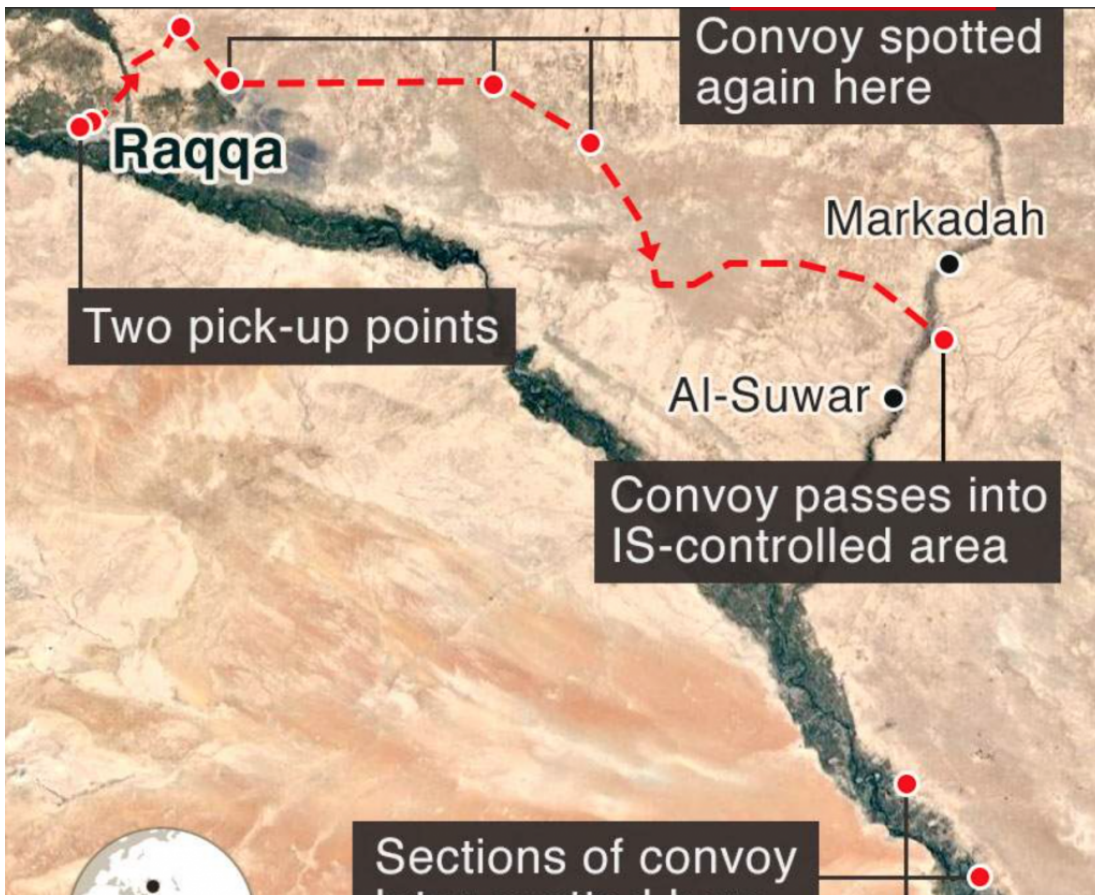 Convoy spotted
again here
Raqqa
Markadah
Two pick-up points
Al-Suwar
Convoy passes into
IS-controlled area
Sections of convoy